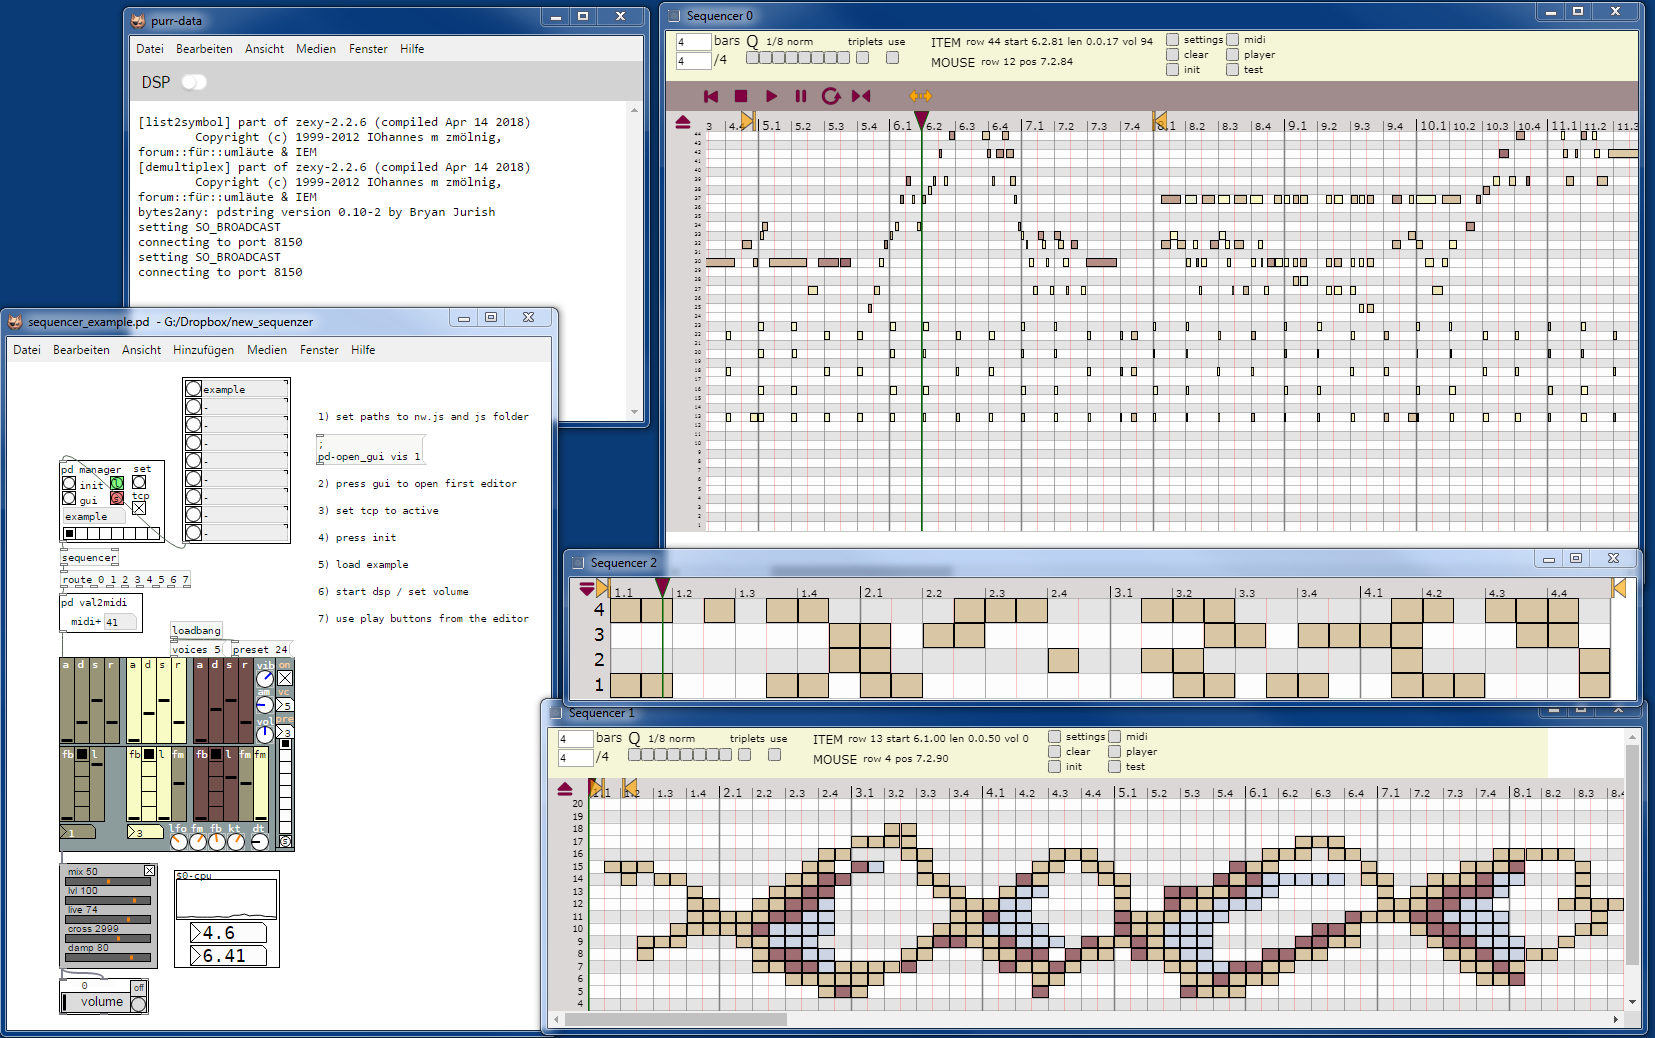 purr-data
Datei Bearbeiten Ansicht Medien Fenster Hilfe
DSP
[list2symbol] part of zexy-2.2.6 (compiled Apr 14 2018)
Copyright (c) 1999-2012 IOhannes m zmölnig,
forum::für::umläute & IEM
[demultiplex] part of zexy-2.2.6 (compiled Apr 14 2018)
Copyright (c) 1999-2012 IOhannes m zmölnig,
forum::für::umläute & IEM
bytes2any: pdstring version 0.10-2 by Bryan Jurish
setting SO_BROADCAST
connecting to port 8150
setting SO_BROADCAST
connecting to port 8150
sequencer_example.pd - G:/Dropbox/new_sequenzer
Datei Bearbeiten Ansicht Hinzufügen Medien Fenster Hilfe
example
-
-
-
-
-
-
-
-
1) set paths to nw.js and js folder
;
pd-open_gui vis 1
2) press gui to open first editor
3) set tcp to active
4) press init
5) load example
6) start dsp / set volume
7) use play buttons from the editor
pd manager set
init
gui tcp
example
sequencer
route 0 1 2 3 4 5 6 7
pd val2midi
midi+ 41
loadbang
voices 5 preset 24
a d s r a d s r a d s r vib on
am vc
5
vol pre
3
fb l fb l fm fb l fm fm
1 3 lfo fm fb kt dt
mix 50
lvl 100
live 74
cross 2999
damp 80
$0-cpu
4.6
6.41
0 off
volume
Sequencer 0
4 bars Q 1/8 norm triplets use ITEM row 44 start 6.2.81 len 0.0.17 vol 94 settings midi
4 /4 MOUSE row 12 pos 7.2.84 clear player
init test
3 4.4 5.1 5.2 5.3 5.4 6.1 6.2 6.3 6.4 7.1 7.2 7.3 7.4 8.1 8.2 8.3 8.4 9.1 9.2 9.3 9.4 10.1 10.2 10.3 10.4 11.1 11.2 11.3
Sequencer 2
1.1 1.2 1.3 1.4 2.1 2.2 2.3 2.4 3.1 3.2 3.3 3.4 4.1 4.2 4.3 4.4
4
3
2
1
Sequencer 1
4 bars Q 1/8 norm triplets use ITEM row 13 start 6.1.00 len 0.0.50 vol 0 settings midi
4 /4 MOUSE row 4 pos 7.2.90 clear player
init test
1.1 1.2 1.3 1.4 2.1 2.2 2.3 2.4 3.1 3.2 3.3 3.4 4.1 4.2 4.3 4.4 5.1 5.2 5.3 5.4 6.1 6.2 6.3 6.4 7.1 7.2 7.3 7.4 8.1 8.2 8.3 8.4
20
19
18
17
16
15
14
13
12
11
10
9
8
7
6
5
4